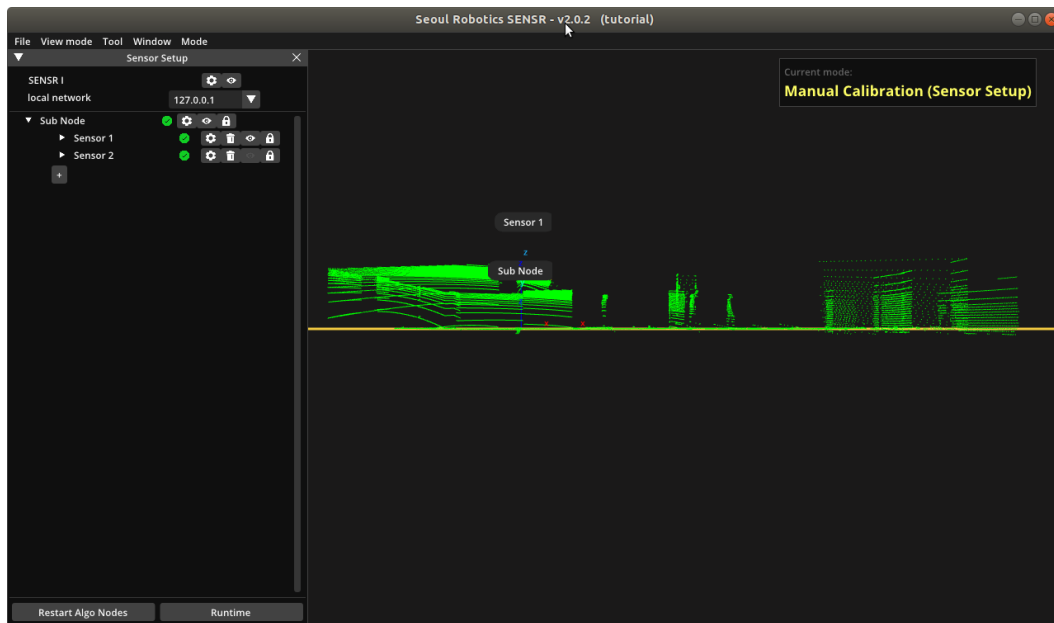 Seoul Robotics SENSR - v2.0.2 (tutorial)
File View mode Tool Window Mode
Sensor Setup
SENSR I
local network 127.0.0.1
Sub Node
Sensor 1
Sensor 2
+
Restart Algo Nodes Runtime
Current mode:
Manual Calibration (Sensor Setup)
Sensor 1
z
Sub Node
x x